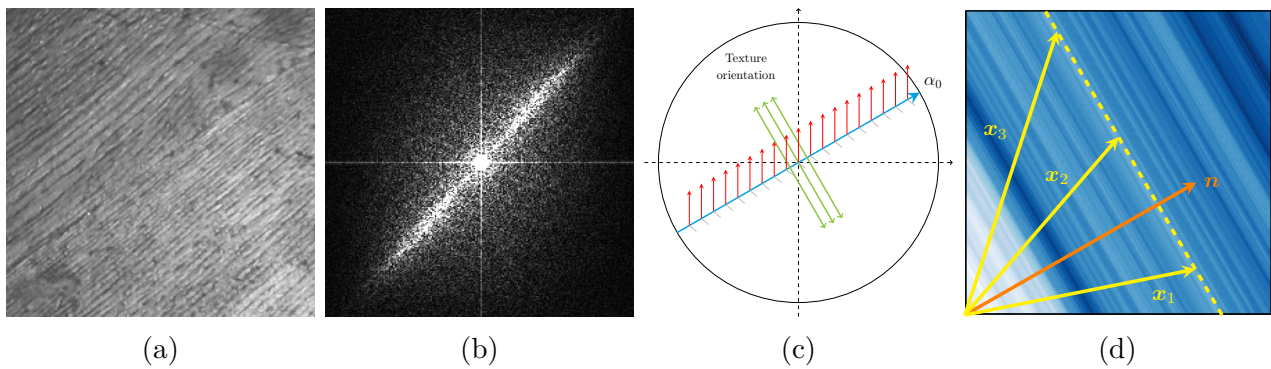 Texture
orientation
α₀
x₃
x₂
n
x₁
(a)
(b)
(c)
(d)